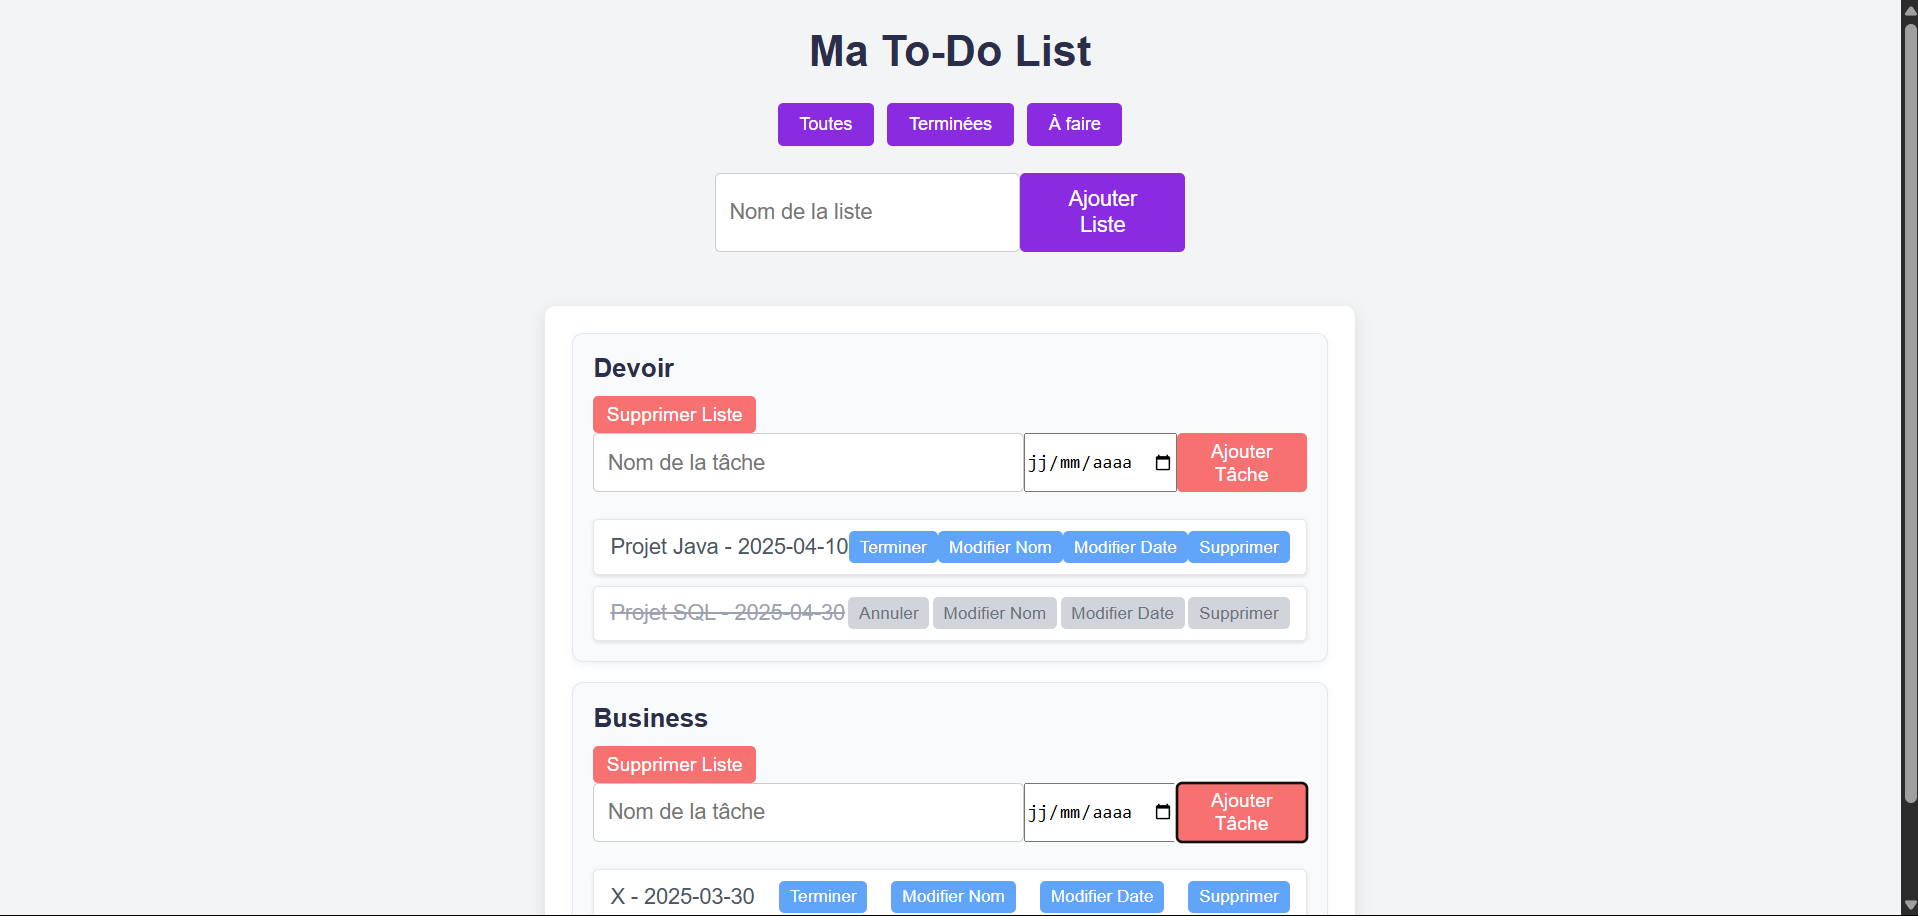 Ma To-Do List
Toutes Terminées À faire
Nom de la liste Ajouter
Liste
Devoir
Supprimer Liste
Nom de la tâche jj/mm/aaaa Ajouter
Tâche
Projet Java - 2025-04-10 Terminer Modifier Nom Modifier Date Supprimer
Projet SQL - 2025-04-30 Annuler Modifier Nom Modifier Date Supprimer
Business
Supprimer Liste
Nom de la tâche jj/mm/aaaa Ajouter
Tâche
X - 2025-03-30 Terminer Modifier Nom Modifier Date Supprimer